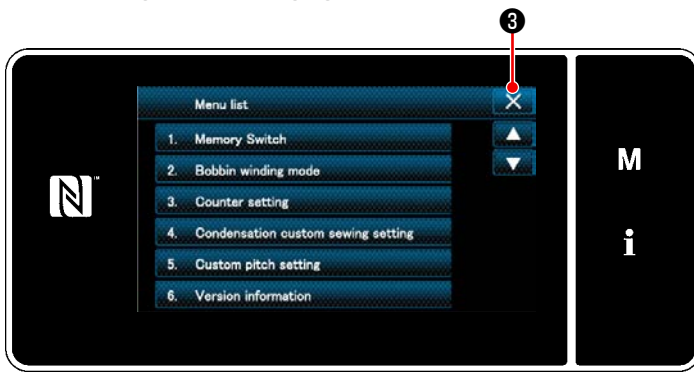 ❸
Menu list
1. Memory Switch
2. Bobbin winding mode
3. Counter setting
4. Condensation custom sewing setting
5. Custom pitch setting
6. Version information
M
i
N™